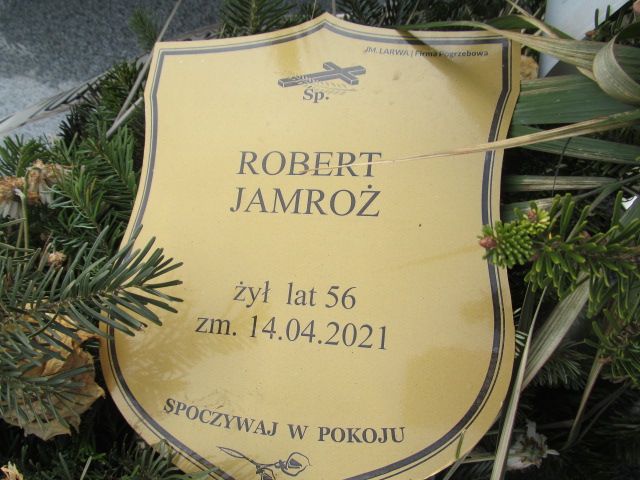 JM. LARWA | Firma Pogrzebowa
Śp.
ROBERT
JAMROŻ
żył lat 56
zm. 14.04.2021
SPOCZYWAJ W POKOJU